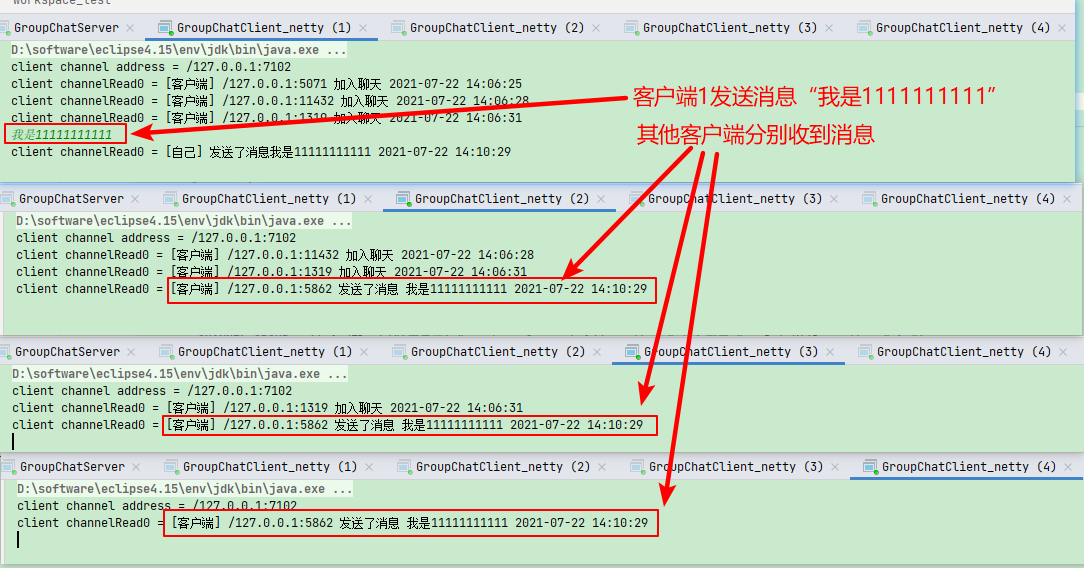 workspace_test
GroupChatServer GroupChatClient_netty (1) GroupChatClient_netty (2) GroupChatClient_netty (3) GroupChatClient_netty (4)
D:\software\eclipse4.15\env\jdk\bin\java.exe ...
client channel address = /127.0.0.1:7102
client channelRead0 = [客户端] /127.0.0.1:5071 加入聊天 2021-07-22 14:06:25
client channelRead0 = [客户端] /127.0.0.1:11432 加入聊天 2021-07-22 14:06:28
client channelRead0 = [客户端] /127.0.0.1:1319 加入聊天 2021-07-22 14:06:31
我是11111111111
client channelRead0 = [自己] 发送了消息我是11111111111 2021-07-22 14:10:29
客户端1发送消息“我是1111111111”
其他客户端分别收到消息
GroupChatServer GroupChatClient_netty (1) GroupChatClient_netty (2) GroupChatClient_netty (3) GroupChatClient_netty (4)
D:\software\eclipse4.15\env\jdk\bin\java.exe ...
client channel address = /127.0.0.1:7102
client channelRead0 = [客户端] /127.0.0.1:11432 加入聊天 2021-07-22 14:06:28
client channelRead0 = [客户端] /127.0.0.1:1319 加入聊天 2021-07-22 14:06:31
client channelRead0 = [客户端] /127.0.0.1:5862 发送了消息 我是11111111111 2021-07-22 14:10:29
GroupChatServer GroupChatClient_netty (1) GroupChatClient_netty (2) GroupChatClient_netty (3) GroupChatClient_netty (4)
D:\software\eclipse4.15\env\jdk\bin\java.exe ...
client channel address = /127.0.0.1:7102
client channelRead0 = [客户端] /127.0.0.1:1319 加入聊天 2021-07-22 14:06:31
client channelRead0 = [客户端] /127.0.0.1:5862 发送了消息 我是11111111111 2021-07-22 14:10:29
GroupChatServer GroupChatClient_netty (1) GroupChatClient_netty (2) GroupChatClient_netty (3) GroupChatClient_netty (4)
D:\software\eclipse4.15\env\jdk\bin\java.exe ...
client channel address = /127.0.0.1:7102
client channelRead0 = [客户端] /127.0.0.1:5862 发送了消息 我是11111111111 2021-07-22 14:10:29